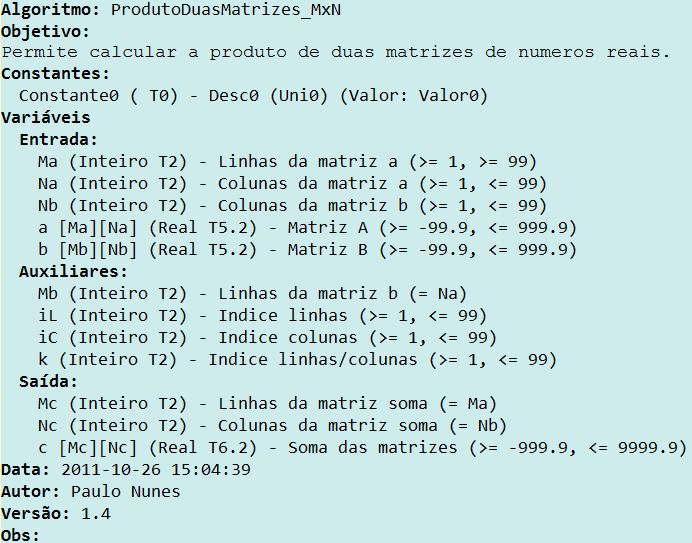 Algoritmo: ProdutoDuasMatrizes_MxN
Objetivo:
Permite calcular a produto de duas matrizes de numeros reais.
Constantes:
Constante0 ( T0) - Desc0 (Uni0) (Valor: Valor0)
Variáveis
Entrada:
Ma (Inteiro T2) - Linhas da matriz a (>= 1, >= 99)
Na (Inteiro T2) - Colunas da matriz a (>= 1, <= 99)
Nb (Inteiro T2) - Colunas da matriz b (>= 1, <= 99)
a [Ma][Na] (Real T5.2) - Matriz A (>= -99.9, <= 999.9)
b [Mb][Nb] (Real T5.2) - Matriz B (>= -99.9, <= 999.9)
Auxiliares:
Mb (Inteiro T2) - Linhas da matriz b (= Na)
iL (Inteiro T2) - Indice linhas (>= 1, <= 99)
iC (Inteiro T2) - Indice colunas (>= 1, <= 99)
k (Inteiro T2) - Indice linhas/colunas (>= 1, <= 99)
Saída:
Mc (Inteiro T2) - Linhas da matriz soma (= Ma)
Nc (Inteiro T2) - Colunas da matriz soma (= Nb)
c [Mc][Nc] (Real T6.2) - Soma das matrizes (>= -999.9, <= 9999.9)
Data: 2011-10-26 15:04:39
Autor: Paulo Nunes
Versão: 1.4
Obs: